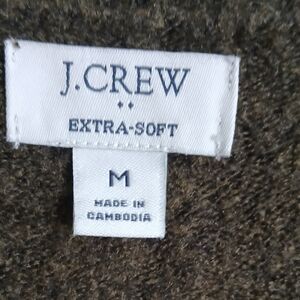 J.CREW
EXTRA-SOFT
M
MADE IN
CAMBODIA